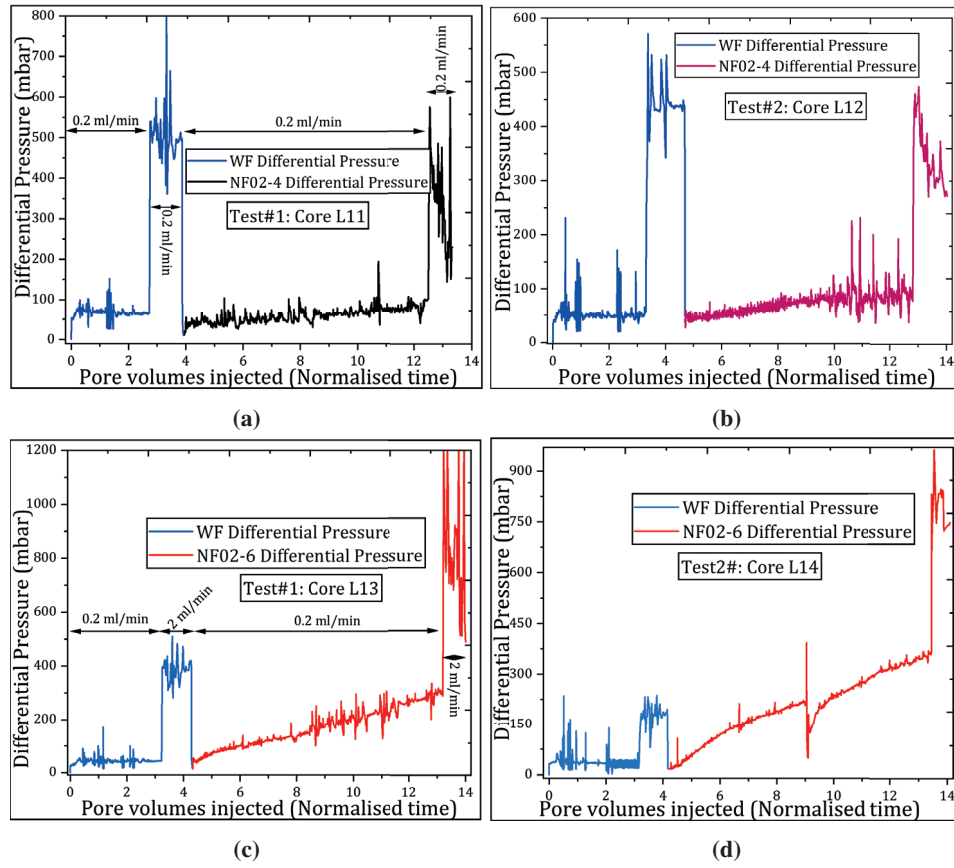 800
700
600
500
400
300
200
100
0
Differential Pressure (mbar)
0.2 ml/min
0.2 ml/min
0.2 ml/min
0.2 ml/min
WF Differential Pressure
NF02-4 Differential Pressure
Test#1: Core L11
0 2 4 6 8 10 12 14
Pore volumes injected (Normalised time)
(a)
600
500
400
300
200
100
0
Differential Pressure (mbar)
WF Differential Pressure
NF02-4 Differential Pressure
Test#2: Core L12
0 2 4 6 8 10 12 14
Pore volumes injected (Normalised time)
(b)
1200
1000
800
600
400
200
0
Differential Pressure (mbar)
WF Differential Pressure
NF02-6 Differential Pressure
Test#1: Core L13
0.2 ml/min
2 ml/min
0.2 ml/min
2 ml/min
0 2 4 6 8 10 12 14
Pore volumes injected (Normalised time)
(c)
900
750
600
450
300
150
0
Differential Pressure (mbar)
WF Differential Pressure
NF02-6 Differential Pressure
Test2#: Core L14
0 2 4 6 8 10 12 14
Pore volumes injected (Normalised time)
(d)